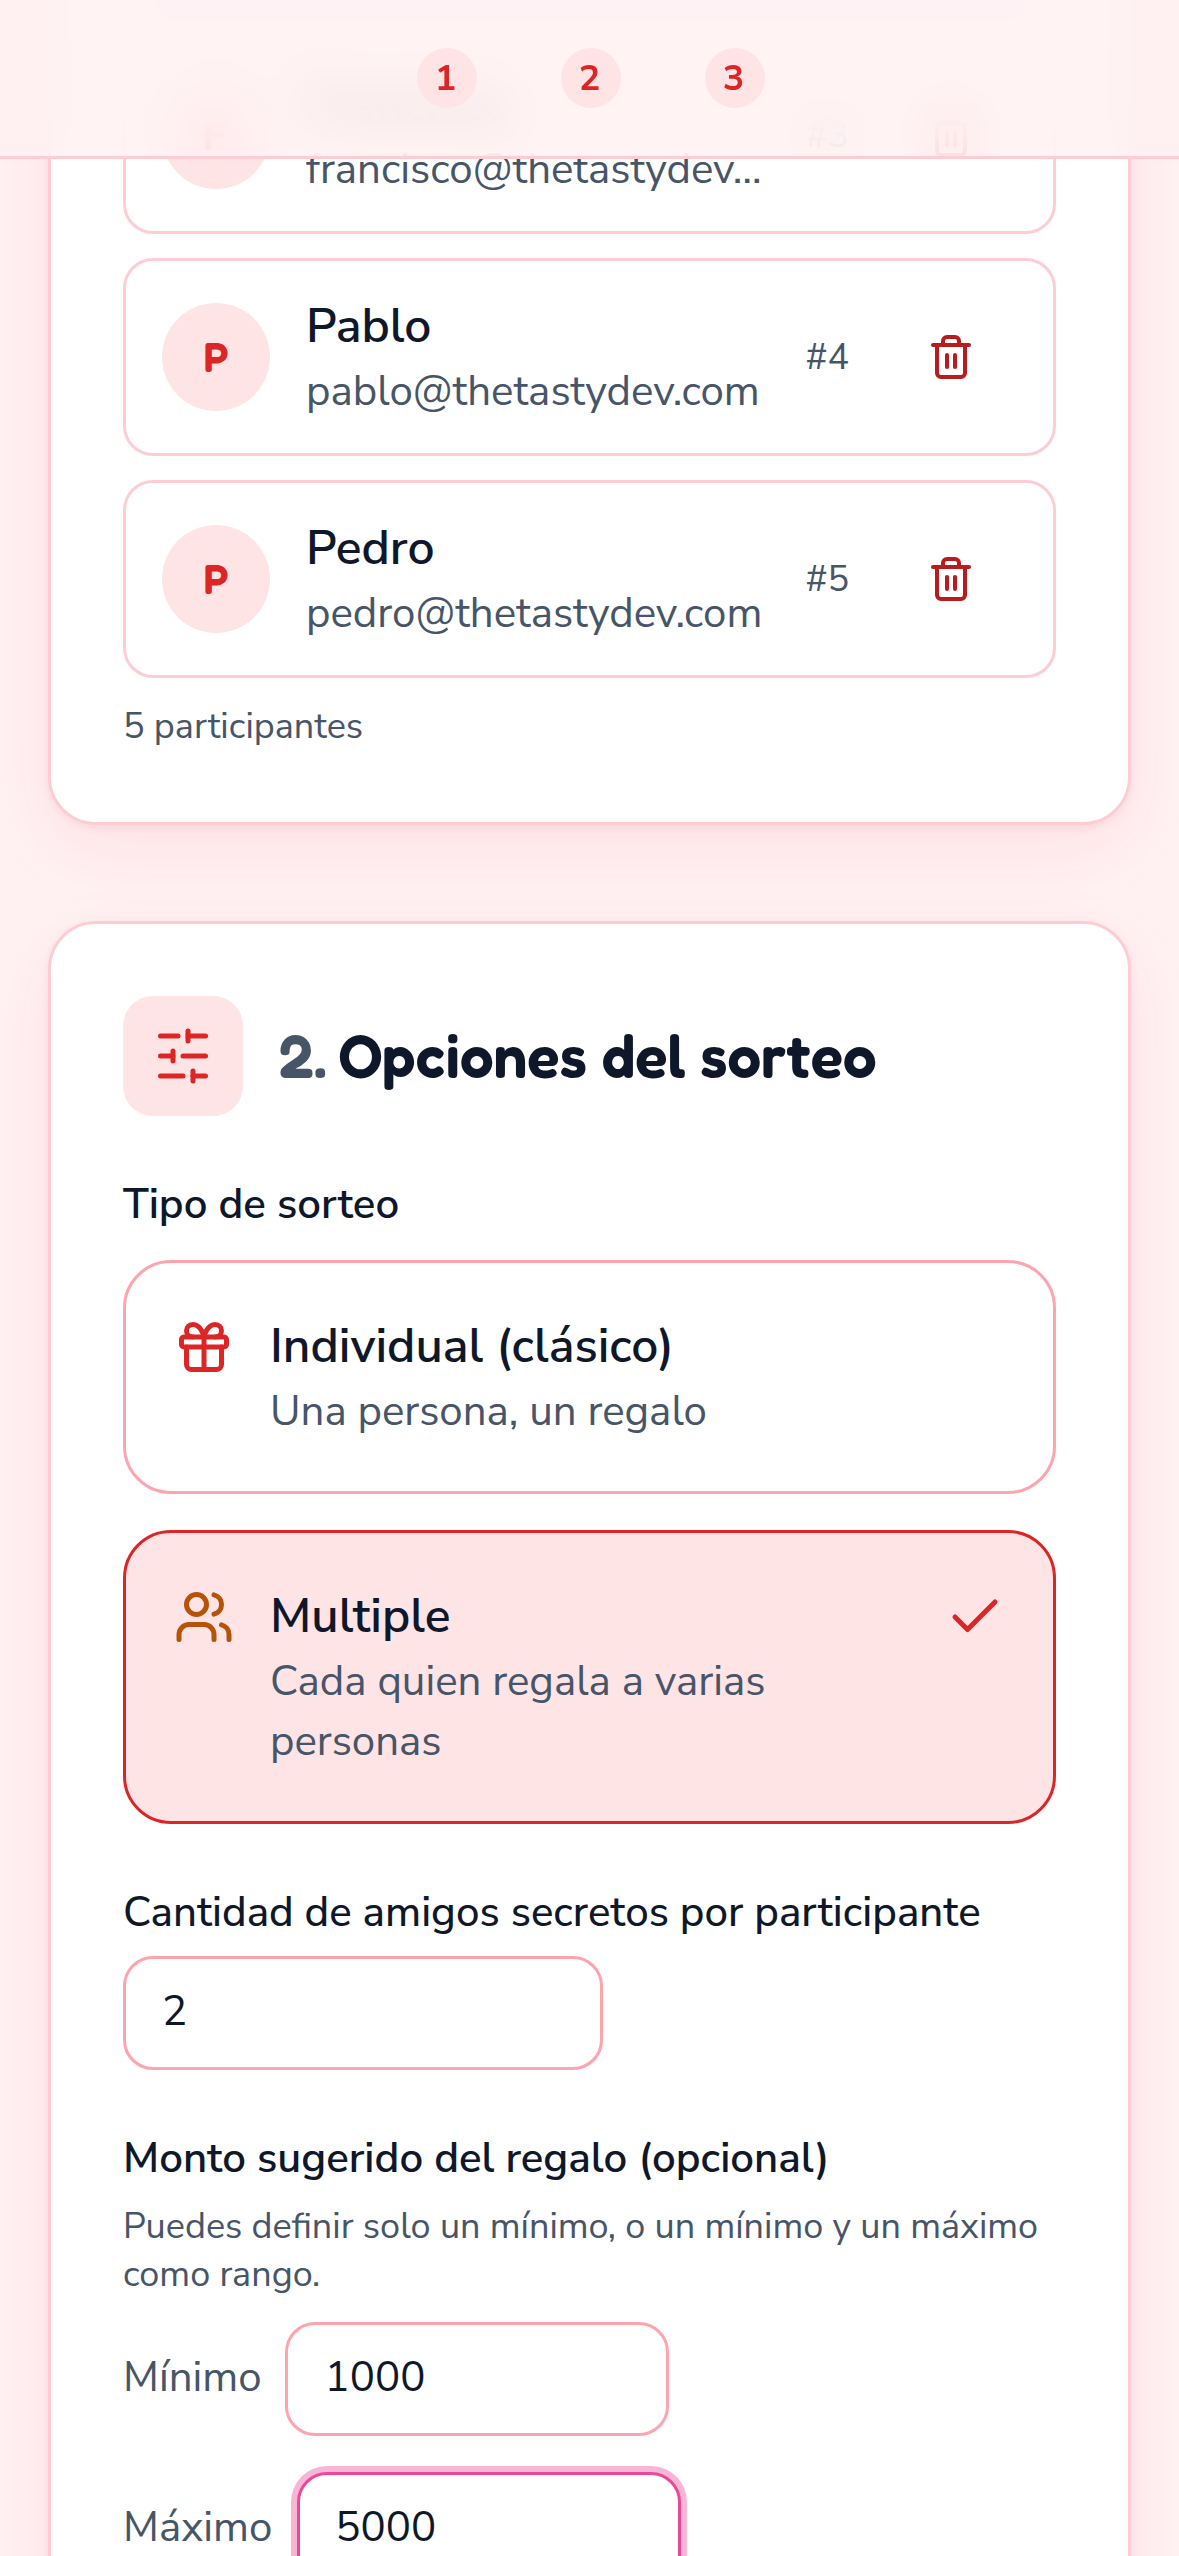 1 2 3
#3
francisco@thetastydev...
P
Pablo
pablo@thetastydev.com
#4
P
Pedro
pedro@thetastydev.com
#5
5 participantes
2. Opciones del sorteo
Tipo de sorteo
Individual (clásico)
Una persona, un regalo
Multiple
Cada quien regala a varias
personas
Cantidad de amigos secretos por participante
2
Monto sugerido del regalo (opcional)
Puedes definir solo un mínimo, o un mínimo y un máximo
como rango.
Mínimo
1000
Máximo
5000